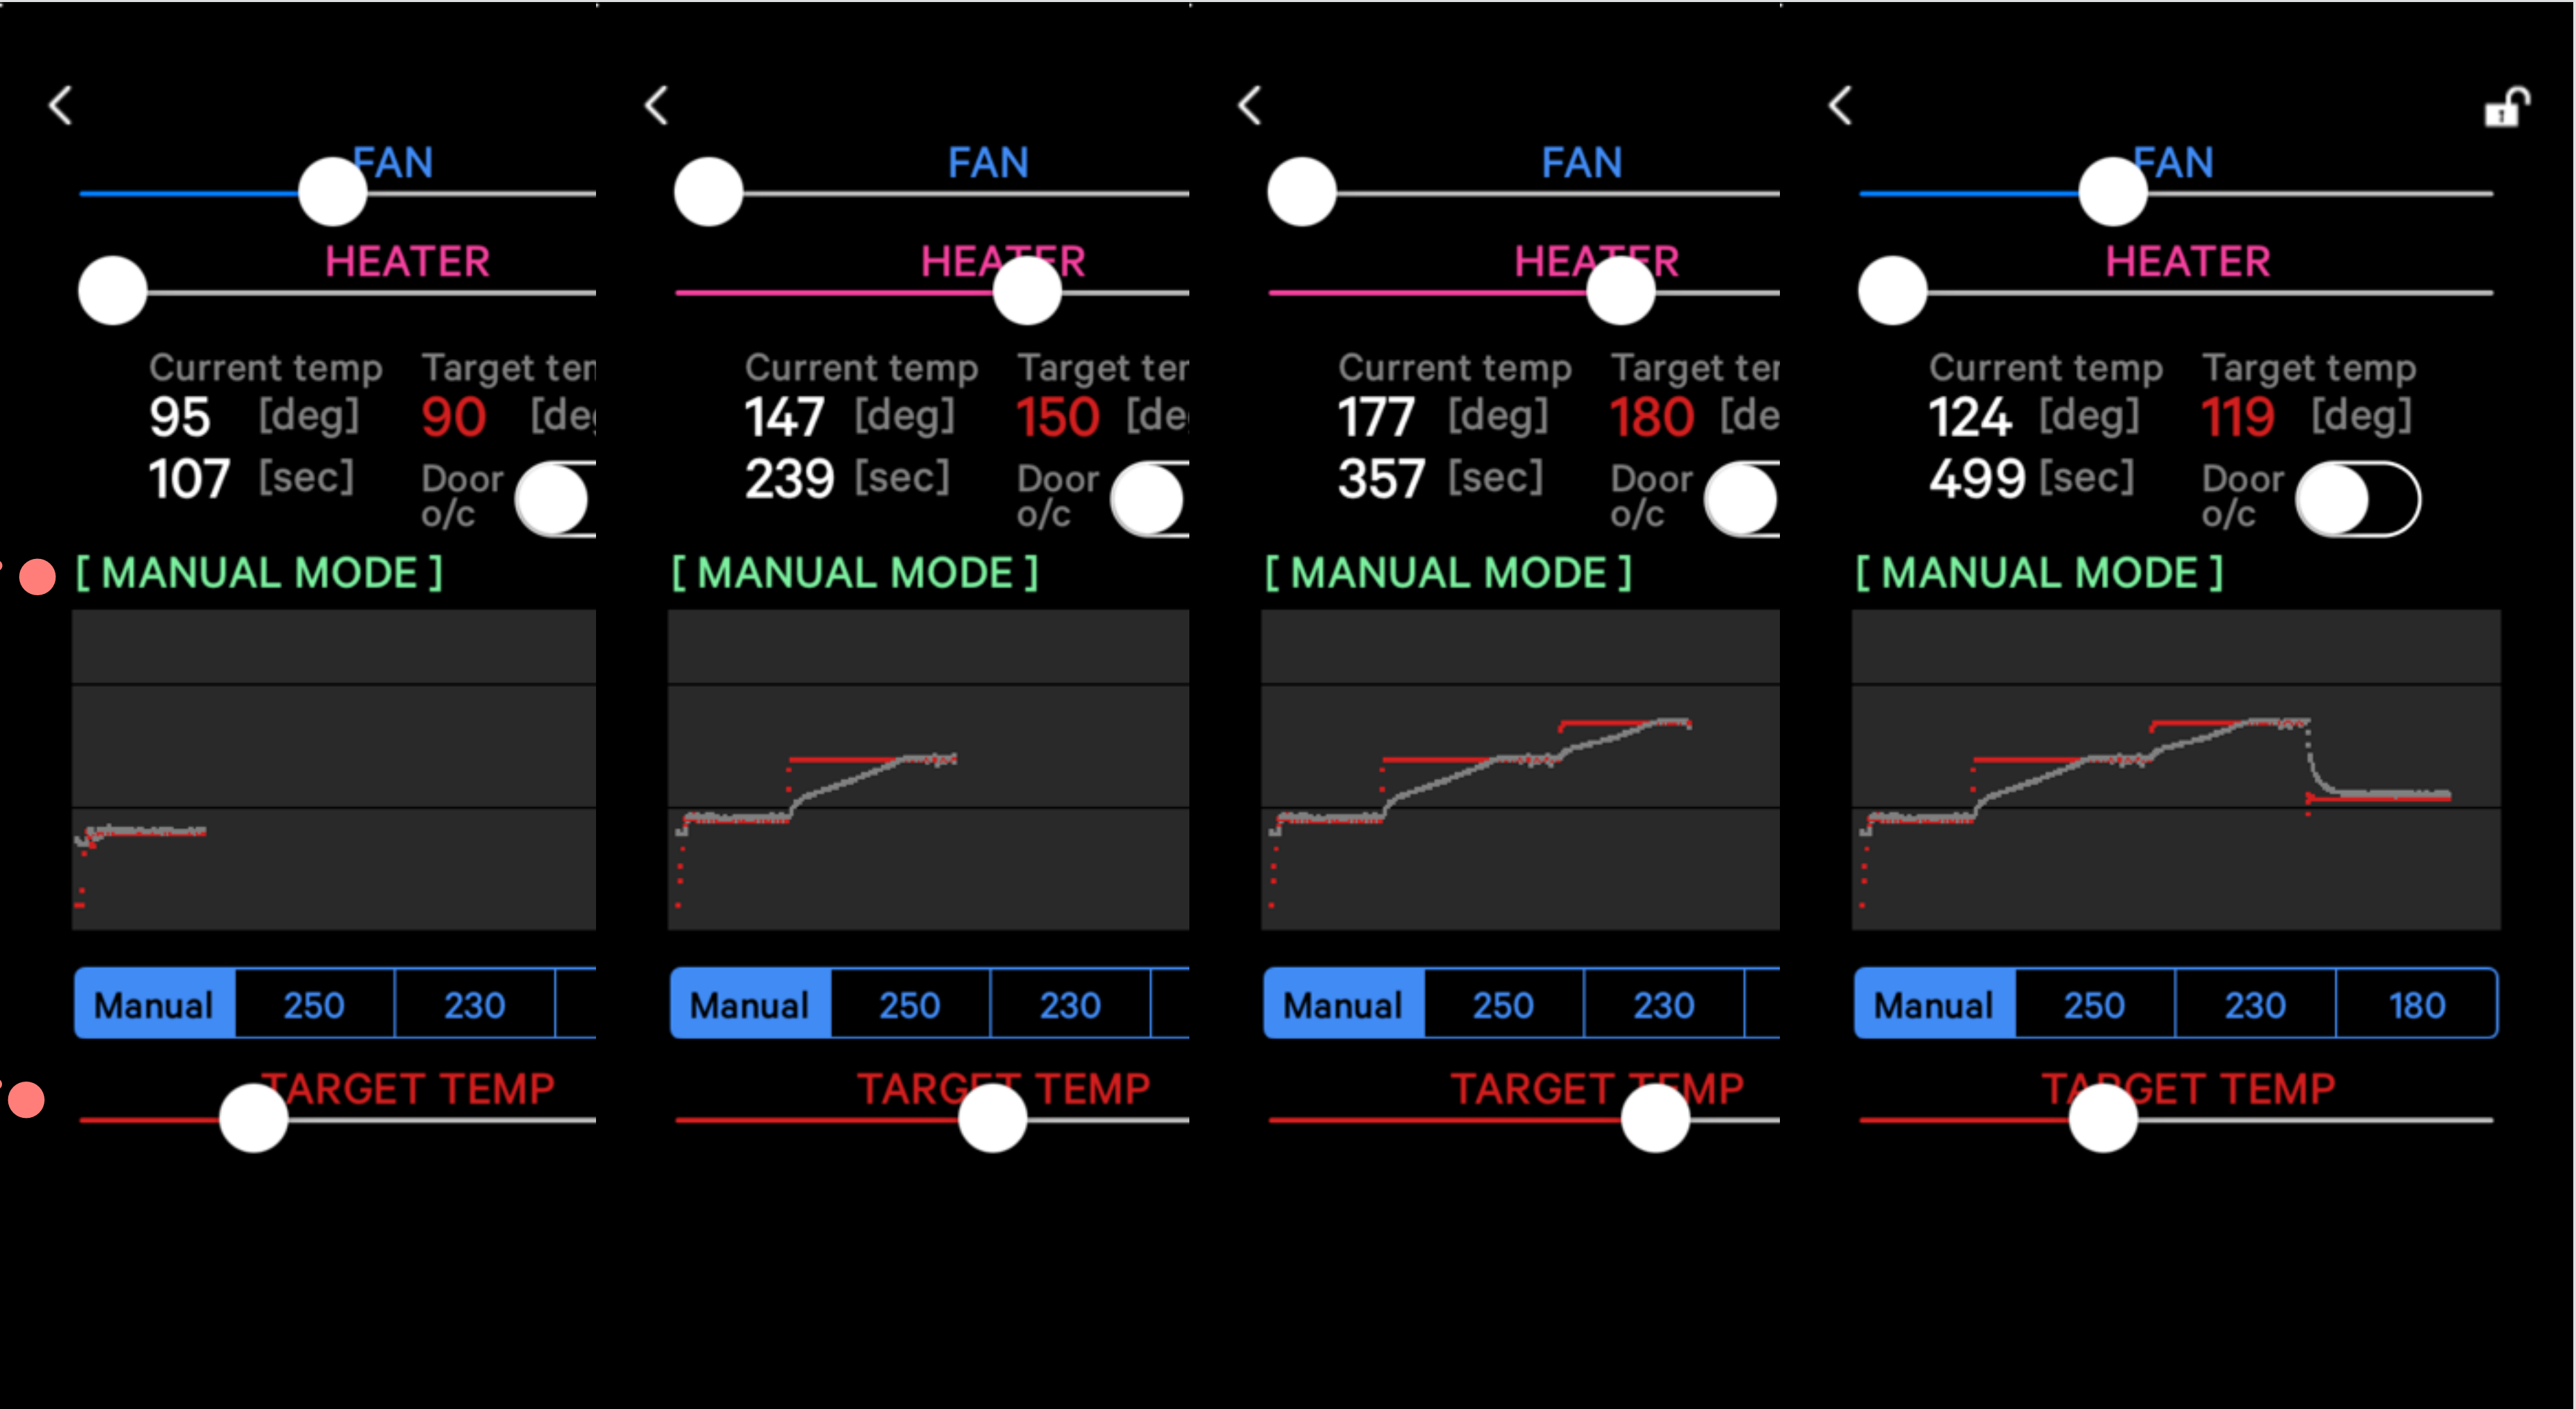 FAN
HEATER
Current temp Target ter
95 [deg] 90 [deg
107 [sec] Door
o/c
[ MANUAL MODE ]
Manual 250 230
TARGET TEMP
FAN
HEATER
Current temp Target ter
147 [deg] 150 [de
239 [sec] Door
o/c
[ MANUAL MODE ]
Manual 250 230
TARGET TEMP
FAN
HEATER
Current temp Target ter
177 [deg] 180 [de
357 [sec] Door
o/c
[ MANUAL MODE ]
Manual 250 230
TARGET TEMP
FAN
HEATER
Current temp Target temp
124 [deg] 119 [deg]
499 [sec] Door
o/c
[ MANUAL MODE ]
Manual 250 230 180
TARGET TEMP